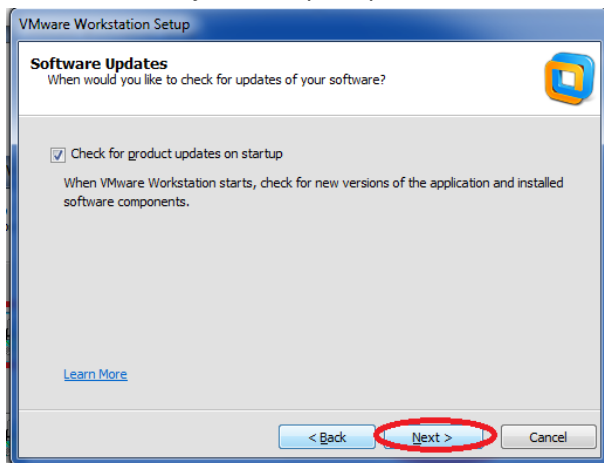 VMware Workstation Setup
Software Updates
When would you like to check for updates of your software?
Check for product updates on startup
When VMware Workstation starts, check for new versions of the application and installed
software components.
Learn More
< Back Next > Cancel